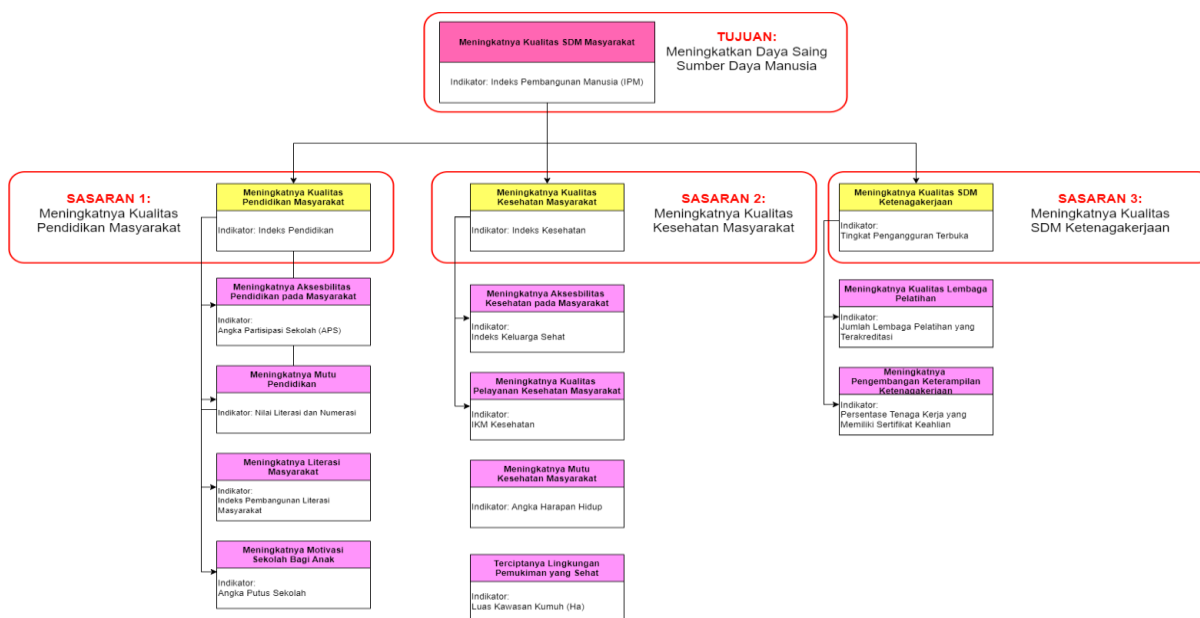 Meningkatnya Kualitas SDM Masyarakat
Indikator: Indeks Pembangunan Manusia (IPM)
TUJUAN:
Meningkatkan Daya Saing
Sumber Daya Manusia
SASARAN 1:
Meningkatnya Kualitas
Pendidikan Masyarakat
Meningkatnya Kualitas
Pendidikan Masyarakat
Indikator: Indeks Pendidikan
Meningkatnya Aksesbilitas
Pendidikan pada Masyarakat
Indikator:
Angka Partisipasi Sekolah (APS)
Meningkatnya Mutu
Pendidikan
Indikator: Nilai Literasi dan Numerasi
Meningkatnya Literasi
Masyarakat
Indikator:
Indeks Pembangunan Literasi
Masyarakat
Meningkatnya Motivasi
Sekolah Bagi Anak
Indikator:
Angka Putus Sekolah
Meningkatnya Kualitas
Kesehatan Masyarakat
Indikator: Indeks Kesehatan
SASARAN 2:
Meningkatnya Kualitas
Kesehatan Masyarakat
Meningkatnya Aksesbilitas
Kesehatan pada Masyarakat
Indikator:
Indeks Keluarga Sehat
Meningkatnya Kualitas
Pelayanan Kesehatan Masyarakat
Indikator:
IKM Kesehatan
Meningkatnya Mutu
Kesehatan Masyarakat
Indikator: Angka Harapan Hidup
Terciptanya Lingkungan
Pemukiman yang Sehat
Indikator:
Luas Kawasan Kumuh (Ha)
Meningkatnya Kualitas SDM
Ketenagakerjaan
Indikator:
Tingkat Pengangguran Terbuka
SASARAN 3:
Meningkatnya Kualitas
SDM Ketenagakerjaan
Meningkatnya Kualitas Lembaga
Pelatihan
Indikator:
Jumlah Lembaga Pelatihan yang
Terakreditasi
Meningkatnya
Pengembangan Keterampilan
Ketenagakerjaan
Indikator:
Persentase Tenaga Kerja yang
Memiliki Sertifikat Keahlian